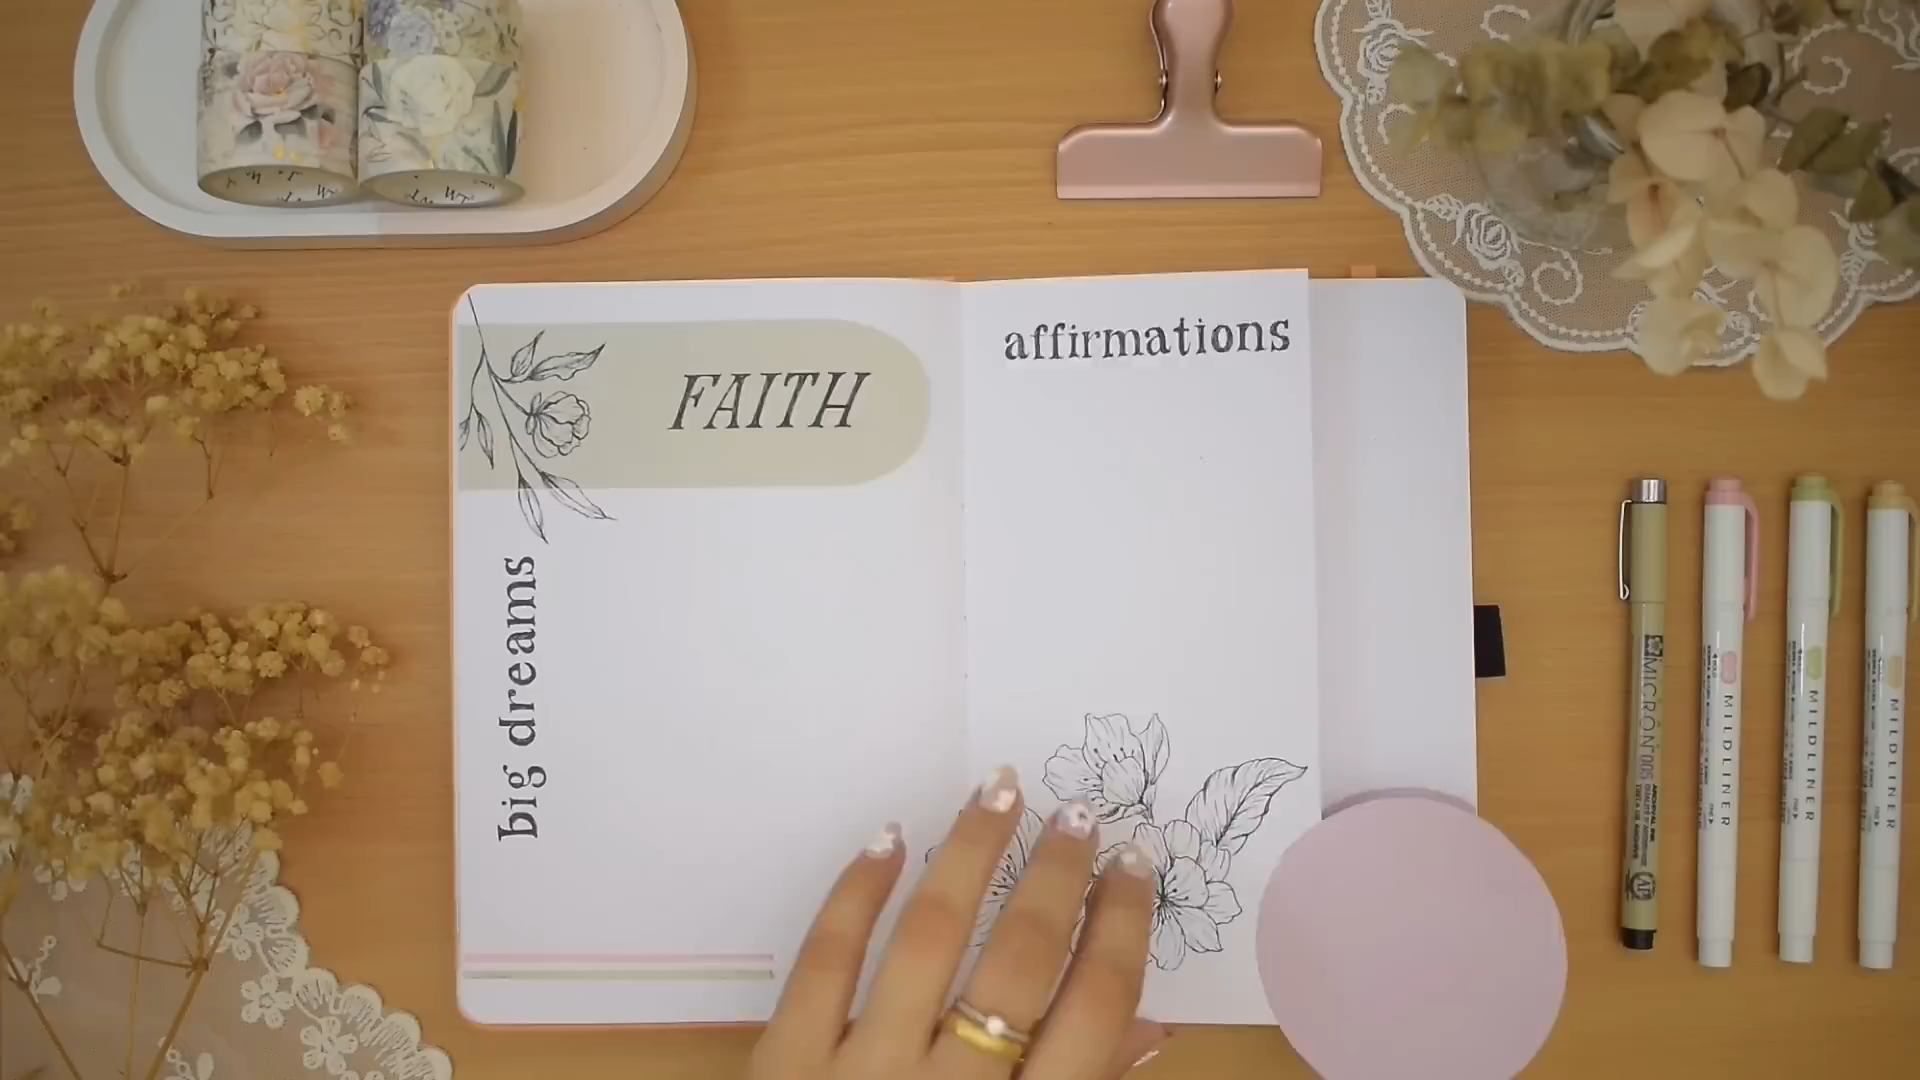 FAITH
affirmations
big dreams
MICRON 005
MILDLINER
MILDLINER
MILDLINER